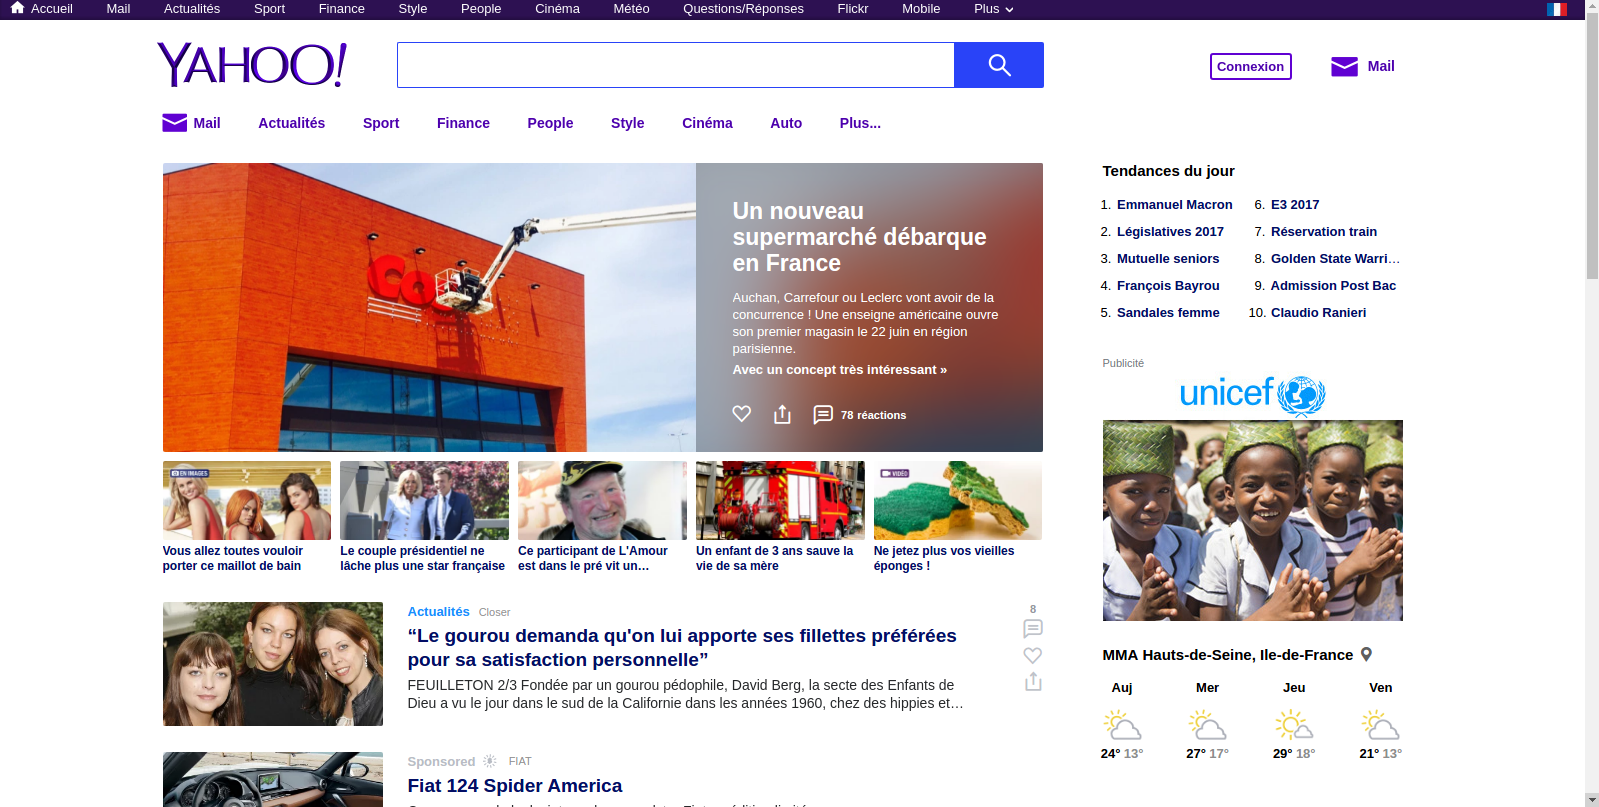 Accueil Mail Actualités Sport Finance Style People Cinéma Météo Questions/Réponses Flickr Mobile Plus
YAHOO!
Connexion Mail
Mail Actualités Sport Finance People Style Cinéma Auto Plus...
Un nouveau
supermarché débarque
en France
Auchan, Carrefour ou Leclerc vont avoir de la
concurrence ! Une enseigne américaine ouvre
son premier magasin le 22 juin en région
parisienne.
Avec un concept très intéressant »
78 réactions
Co
EN IMAGES
VIDÉO
Vous allez toutes vouloir
porter ce maillot de bain
Le couple présidentiel ne
lâche plus une star française
Ce participant de L'Amour
est dans le pré vit un…
Un enfant de 3 ans sauve la
vie de sa mère
Ne jetez plus vos vieilles
éponges !
Actualités Closer
“Le gourou demanda qu'on lui apporte ses fillettes préférées
pour sa satisfaction personnelle”
FEUILLETON 2/3 Fondée par un gourou pédophile, David Berg, la secte des Enfants de
Dieu a vu le jour dans le sud de la Californie dans les années 1960, chez des hippies et…
8
Sponsored FIAT
Fiat 124 Spider America
Tendances du jour
1. Emmanuel Macron
2. Législatives 2017
3. Mutuelle seniors
4. François Bayrou
5. Sandales femme
6. E3 2017
7. Réservation train
8. Golden State Warri…
9. Admission Post Bac
10. Claudio Ranieri
Publicité
unicef
MMA Hauts-de-Seine, Ile-de-France
Auj Mer Jeu Ven
24° 13° 27° 17° 29° 18° 21° 13°